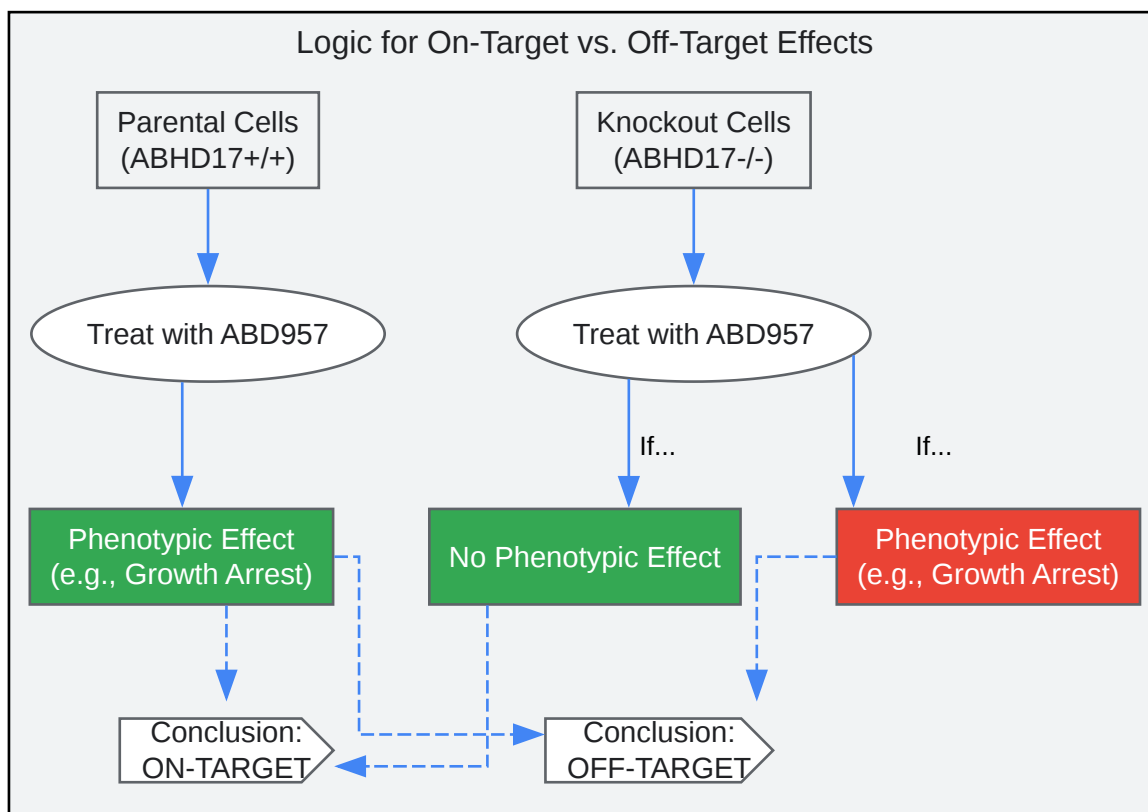 Logic for On-Target vs. Off-Target Effects
Parental Cells
(ABHD17+/+)
Knockout Cells
(ABHD17-/-)
Treat with ABD957
Treat with ABD957
If...
If...
Phenotypic Effect
(e.g., Growth Arrest)
No Phenotypic Effect
Phenotypic Effect
(e.g., Growth Arrest)
Conclusion:
ON-TARGET
Conclusion:
OFF-TARGET